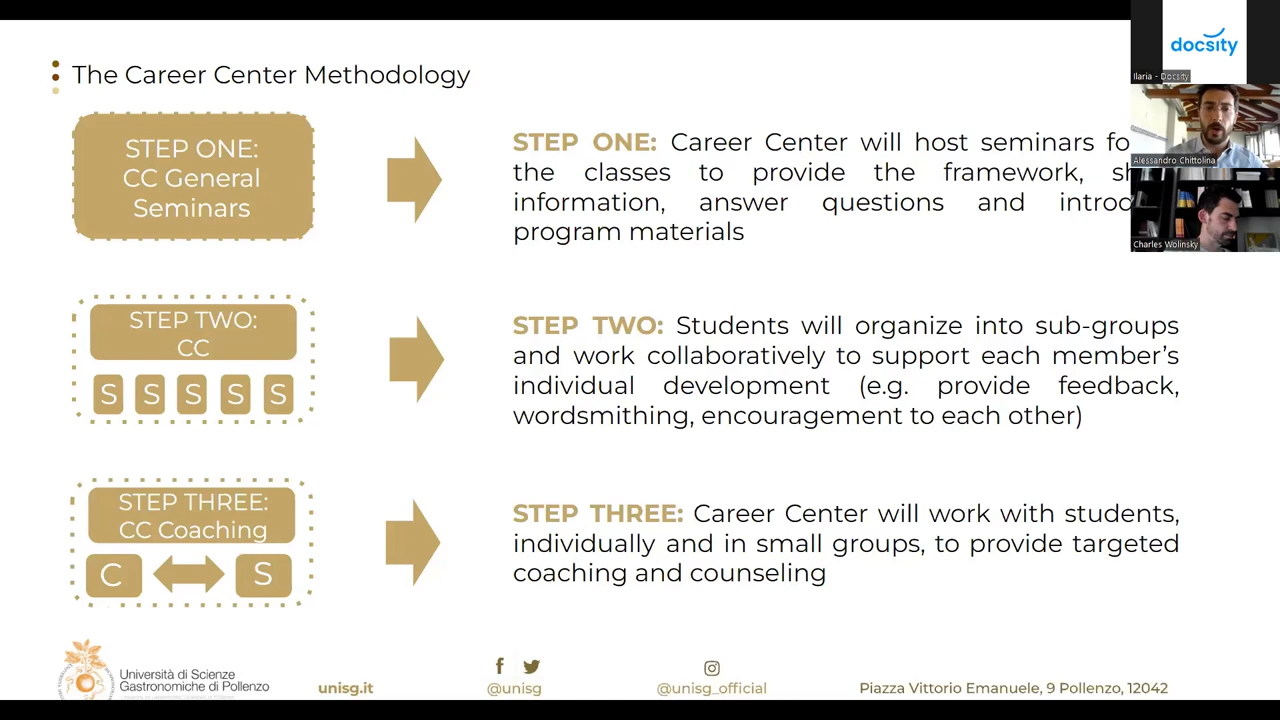 The Career Center Methodology
STEP ONE:
CC General
Seminars
STEP ONE: Career Center will host seminars fo
the classes to provide the framework, sh
information, answer questions and introd
program materials
STEP TWO:
CC
S S S S S
STEP TWO: Students will organize into sub-groups
and work collaboratively to support each member's
individual development (e.g. provide feedback,
wordsmithing, encouragement to each other)
STEP THREE:
CC Coaching
C S
STEP THREE: Career Center will work with students,
individually and in small groups, to provide targeted
coaching and counseling
docsity
Ilaria - Docsity
Alessandro Chittolina
Charles Wolinsky
Università di Scienze
Gastronomiche di Pollenzo
unisg.it
@unisg
@unisg_official
Piazza Vittorio Emanuele, 9 Pollenzo, 12042